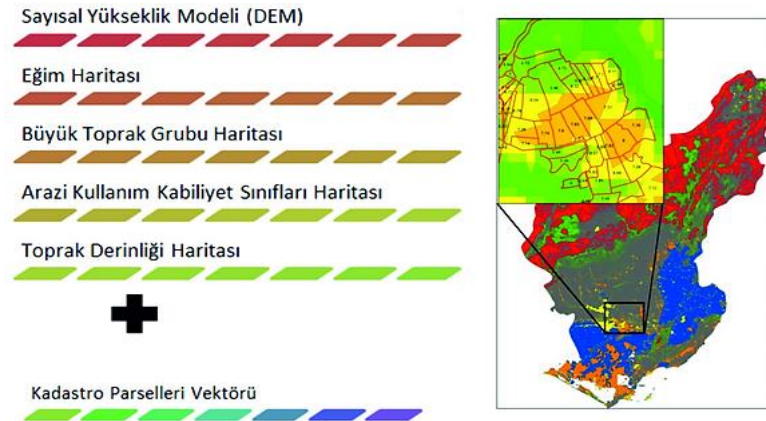 Sayısal Yükseklik Modeli (DEM)
Eğim Haritası
Büyük Toprak Grubu Haritası
Arazi Kullanım Kabiliyet Sınıfları Haritası
Toprak Derinliği Haritası
Kadastro Parselleri Vektörü